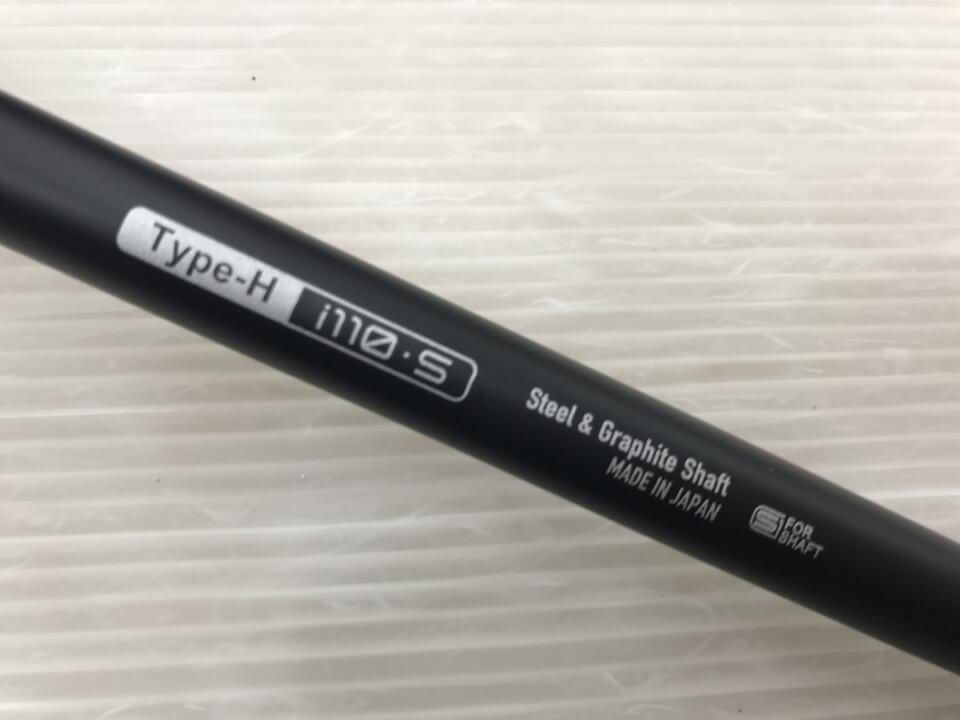 Type-H i110・S
Steel & Graphite Shaft
MADE IN JAPAN
S FOR
SHAFT